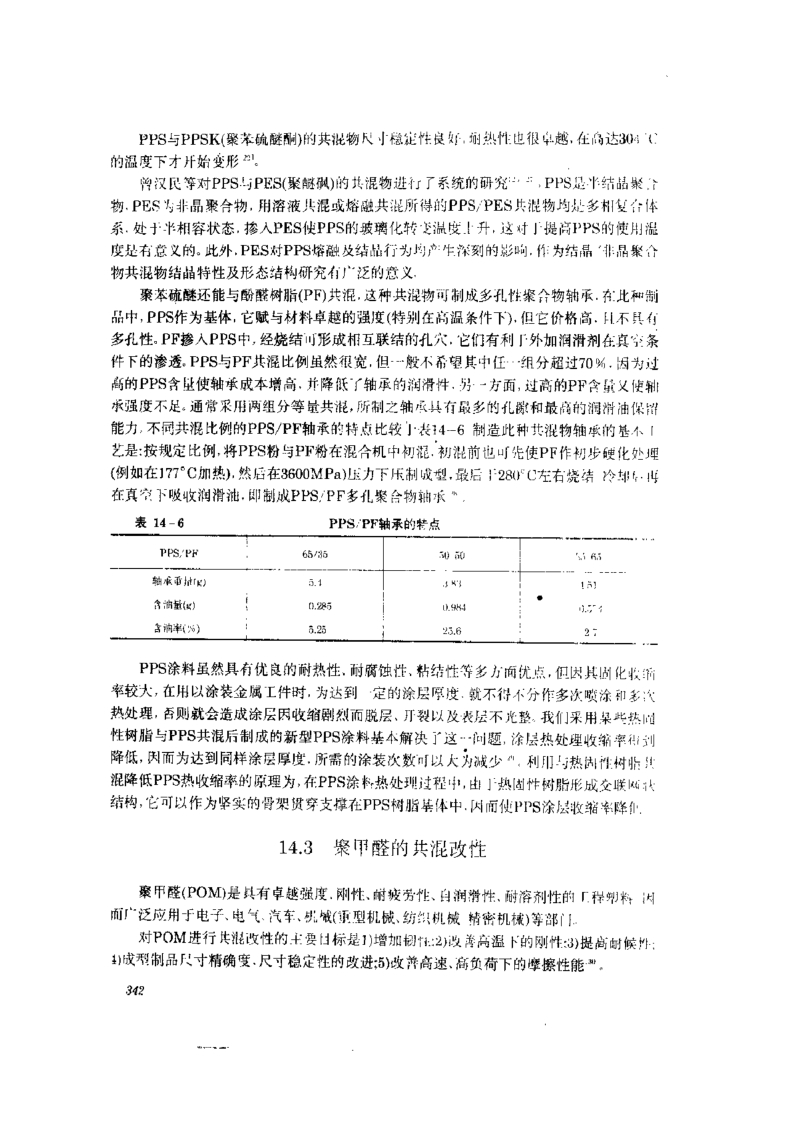 PPS与PPSK(聚苯硫醚酮)的共混物尺寸稳定性良好,耐热性也很卓越,在高达304℃
的温度下才开始变形。
曾汉民等对PPS与PES(聚醚砜)的共混物进行了系统的研究,PPS是半结晶聚合
物,PES为非晶聚合物,用溶液共混或熔融共混所得的PPS/PES共混物均是多相复合体
系,处于半相容状态,掺入PES使PPS的玻璃化转变温度上升,这对于提高PPS的使用温
度是有意义的。此外,PES对PPS熔融及结晶行为均产生深刻的影响,作为结晶/非晶聚合
物共混物结晶特性及形态结构研究有广泛的意义.
聚苯硫醚还能与酚醛树脂(PF)共混,这种共混物可制成多孔性聚合物轴承,在此种制
品中,PPS作为基体,它赋与材料卓越的强度(特别在高温条件下),但它价格高,且不具有
多孔性。PF掺入PPS中,经烧结可形成相互联结的孔穴,它们有利于外加润滑剂在真空条
件下的渗透。PPS与PF共混比例虽然很宽,但一般不希望其中任一组分超过70%,因为过
高的PPS含量使轴承成本增高,并降低了轴承的润滑性,另一方面,过高的PF含量又使轴
承强度不足。通常采用两组分等量共混,所制之轴承具有最多的孔隙和最高的润滑油保留
能力,不同共混比例的PPS/PF轴承的特点比较于表14-6 制造此种共混物轴承的基本工
艺是:按规定比例,将PPS粉与PF粉在混合机中初混,初混前也可先使PF作初步硬化处理
(例如在177°C加热),然后在3600MPa)压力下压制成型,最后于280°C左右烧结 冷却后再
在真空下吸收润滑油,即制成PPS/PF多孔聚合物轴承.
表 14-6 PPS/PF轴承的特点
PPS/PF 65/35 50/50 65
轴承重量(g) 5.4 4.51
含油量(g) 0.285 0.984
含油率(%) 5.25 25.6
PPS涂料虽然具有优良的耐热性、耐腐蚀性、粘结性等多方面优点,但因其固化收缩
率较大,在用以涂装金属工件时,为达到一定的涂层厚度,就不得不分作多次喷涂和多次
热处理,否则就会造成涂层因收缩剧烈而脱层、开裂以及表层不光整。我们采用某些热固
性树脂与PPS共混后制成的新型PPS涂料基本解决了这一问题,涂层热处理收缩率得到
降低,因而为达到同样涂层厚度,所需的涂装次数可以大为减少。利用与热固性树脂共
混降低PPS热收缩率的原理为,在PPS涂料热处理过程中,由于热固性树脂形成交联网状
结构,它可以作为坚实的骨架贯穿支撑在PPS树脂基体中,因而使PPS涂层收缩率降低.
14.3 聚甲醛的共混改性
聚甲醛(POM)是具有卓越强度,刚性、耐疲劳性、自润滑性、耐溶剂性的工程塑料 因
而广泛应用于电子、电气、汽车、机械(重型机械、纺织机械 精密机械)等部门.
对POM进行共混改性的主要目标是1)增加韧性;2)改善高温下的刚性;3)提高耐候性;
4)成型制品尺寸精确度、尺寸稳定性的改进;5)改善高速、高负荷下的摩擦性能。
342